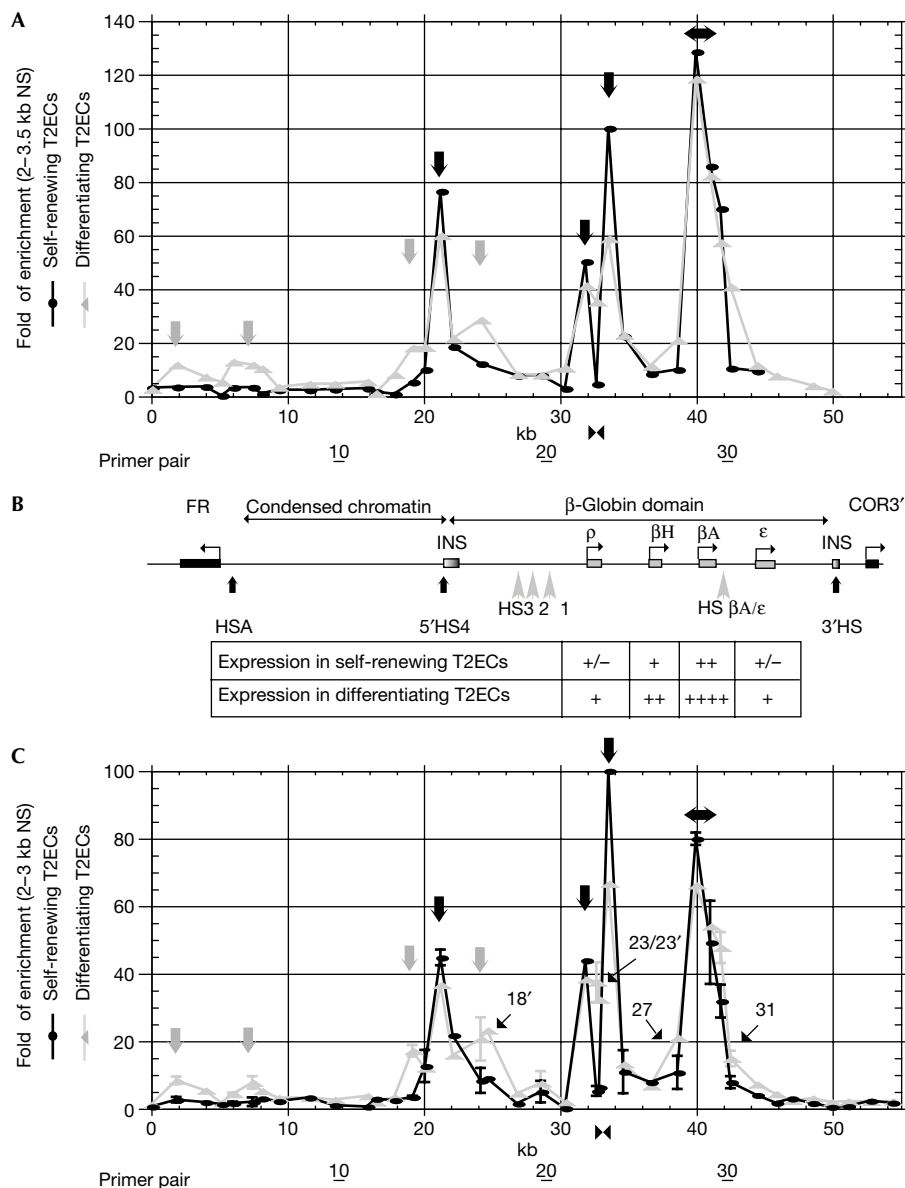 A
Fold of enrichment (2–3.5 kb NS)
Self-renewing T2ECs
Differentiating T2ECs
140
120
100
80
60
40
20
0
0 10 20 30 40 50
kb
Primer pair 10 20 30
B
FR Condensed chromatin β-Globin domain COR3′
INS ρ βH βA ε INS
HS3 2 1 HS βA/ε
HSA 5′HS4 3′HS
Expression in self-renewing T2ECs +/– + ++ +/–
Expression in differentiating T2ECs + ++ ++++ +
C
Fold of enrichment (2–3 kb NS)
Self-renewing T2ECs
Differentiating T2ECs
100
80
60
40
20
0
23/23′
18′
27
31
0 10 20 30 40 50
kb
Primer pair 10 20 30